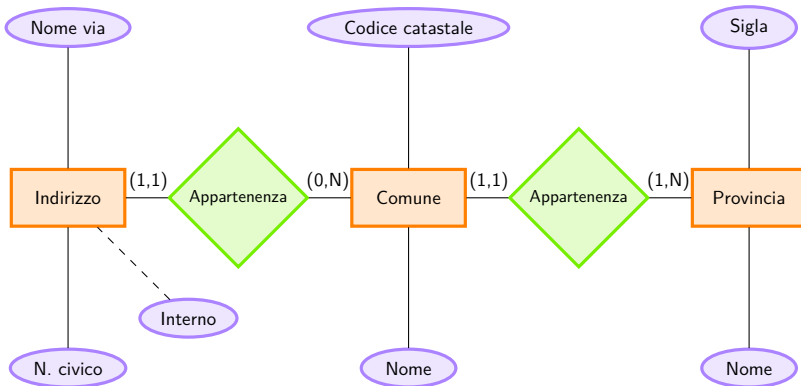 Nome via
Codice catastale
Sigla
(1,1)
(0,N)
(1,1)
(1,N)
Indirizzo
Appartenenza
Comune
Appartenenza
Provincia
Interno
N. civico
Nome
Nome